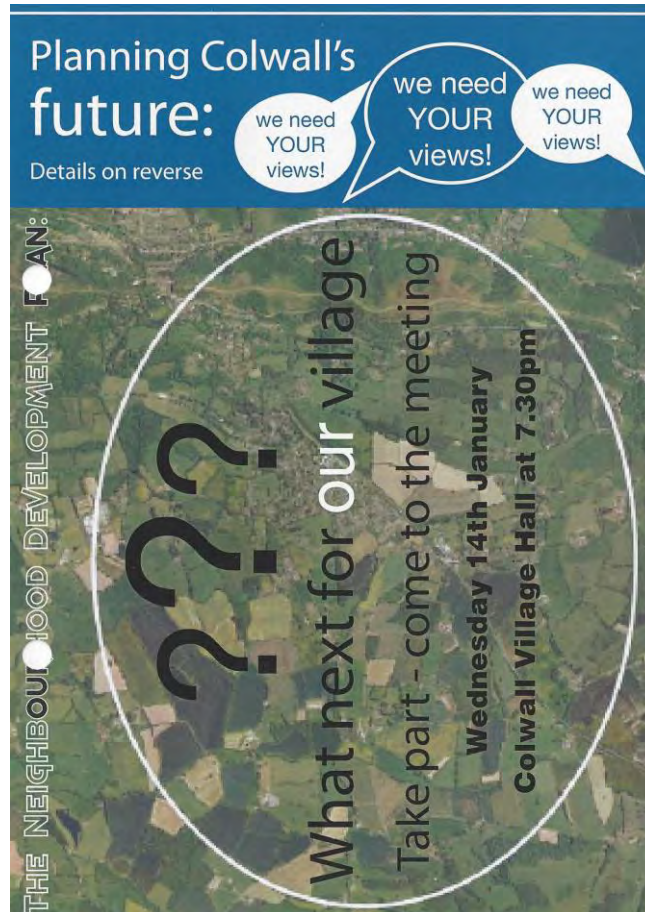 Planning Colwall's
future:
Details on reverse
we need
YOUR
views!
we need
YOUR
views!
we need
YOUR
views!
THE NEIGHBOURHOOD DEVELOPMENT PLAN:
???
What next for our village
Take part - come to the meeting
Wednesday 14th January
Colwall Village Hall at 7.30pm